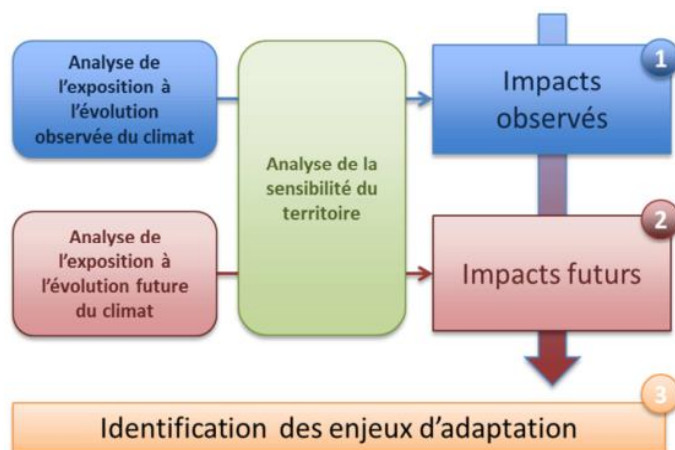 Analyse de
l'exposition à
l'évolution
observée du climat
Analyse de la
sensibilité du
territoire
1
Impacts
observés
Analyse de
l'exposition à
l'évolution future
du climat
2
Impacts futurs
3
Identification des enjeux d'adaptation